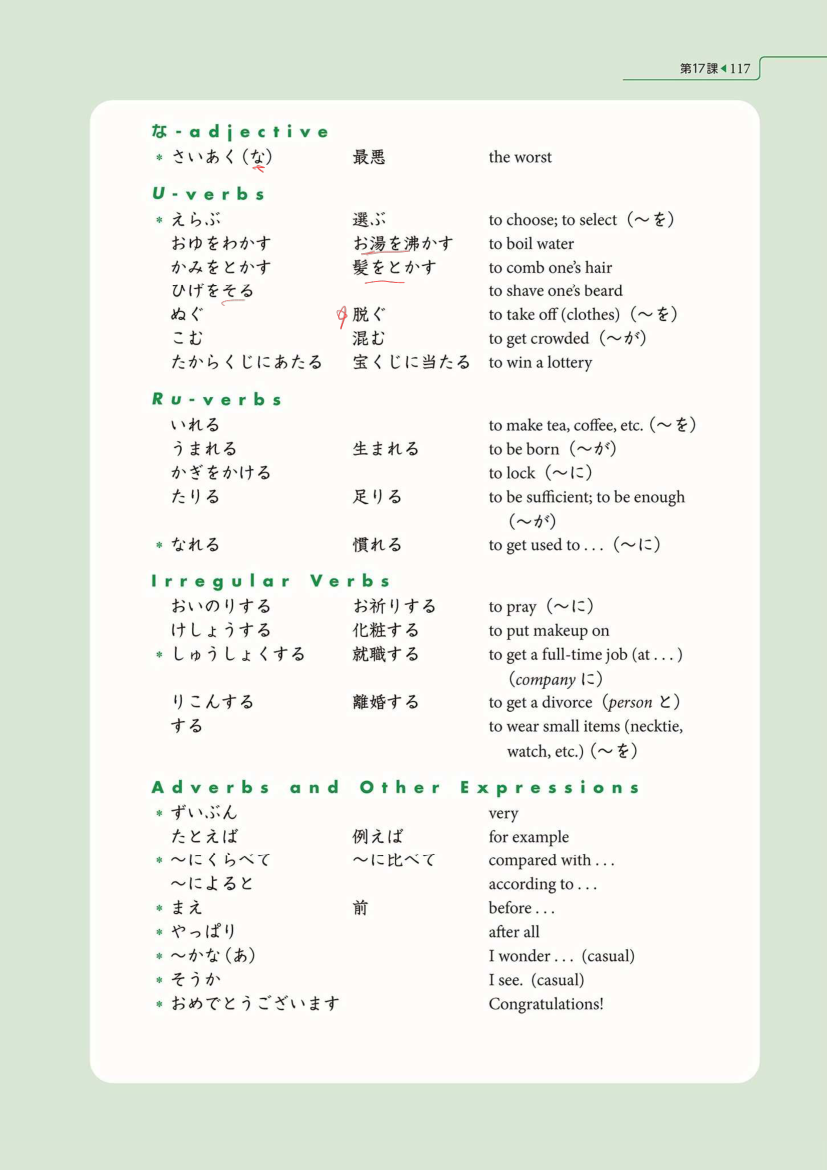 第17課◀117
な-adjective
* さいあく(な) 最悪 the worst
U-verbs
* えらぶ 選ぶ to choose; to select (〜を)
おゆをわかす お湯を沸かす to boil water
かみをとかす 髪をとかす to comb one's hair
ひげをそる to shave one's beard
ぬぐ 脱ぐ to take off (clothes) (〜を)
こむ 混む to get crowded (〜が)
たからくじにあたる 宝くじに当たる to win a lottery
Ru-verbs
いれる to make tea, coffee, etc. (〜を)
うまれる 生まれる to be born (〜が)
かぎをかける to lock (〜に)
たりる 足りる to be sufficient; to be enough
(〜が)
* なれる 慣れる to get used to . . . (〜に)
Irregular Verbs
おいのりする お祈りする to pray (〜に)
けしょうする 化粧する to put makeup on
* しゅうしょくする 就職する to get a full-time job (at . . . )
(company に)
りこんする 離婚する to get a divorce (person と)
する to wear small items (necktie,
watch, etc.) (〜を)
Adverbs and Other Expressions
* ずいぶん very
たとえば 例えば for example
* 〜にくらべて 〜に比べて compared with . . .
〜によると according to . . .
* まえ 前 before . . .
* やっぱり after all
* 〜かな(あ) I wonder . . . (casual)
* そうか I see. (casual)
* おめでとうございます Congratulations!